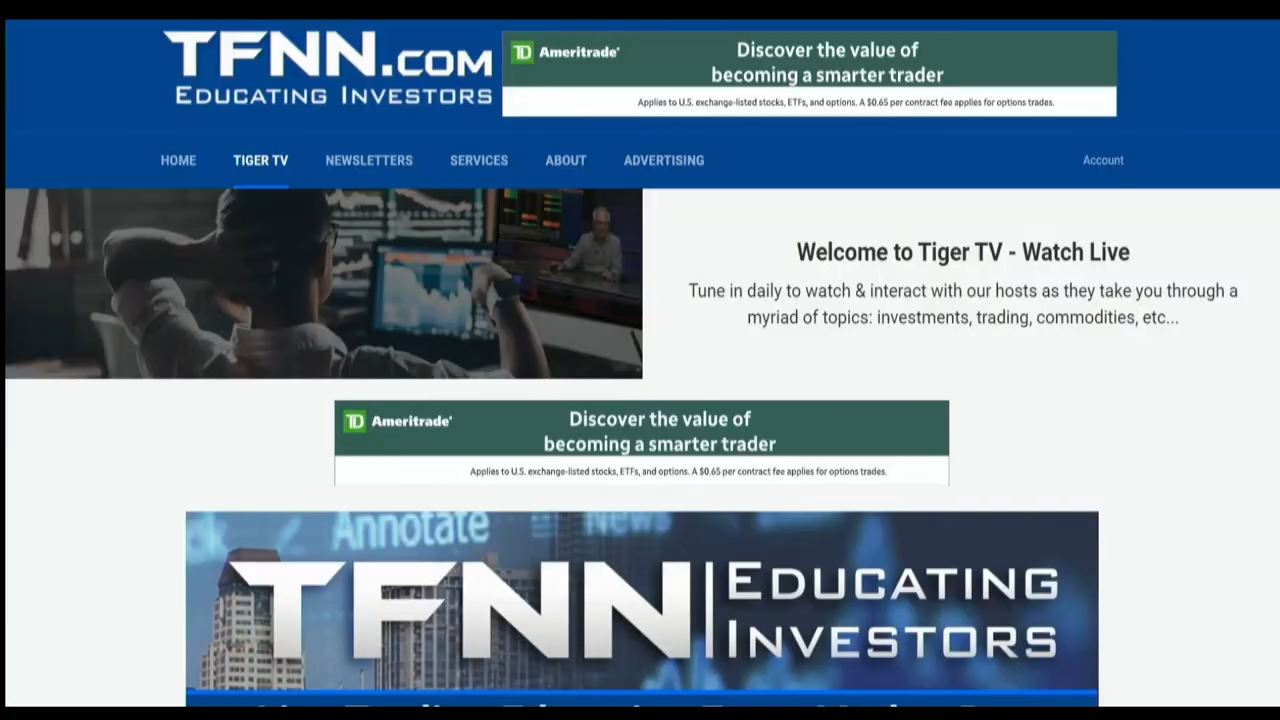 TFNN.COM
EDUCATING INVESTORS
TD Ameritrade
Discover the value of
becoming a smarter trader
Applies to U.S. exchange-listed stocks, ETFs, and options. A $0.65 per contract fee applies for options trades.
HOME TIGER TV NEWSLETTERS SERVICES ABOUT ADVERTISING Account
Welcome to Tiger TV - Watch Live
Tune in daily to watch & interact with our hosts as they take you through a
myriad of topics: investments, trading, commodities, etc...
TD Ameritrade
Discover the value of
becoming a smarter trader
Applies to U.S. exchange-listed stocks, ETFs, and options. A $0.65 per contract fee applies for options trades.
Annotate News
TFNN EDUCATING
INVESTORS